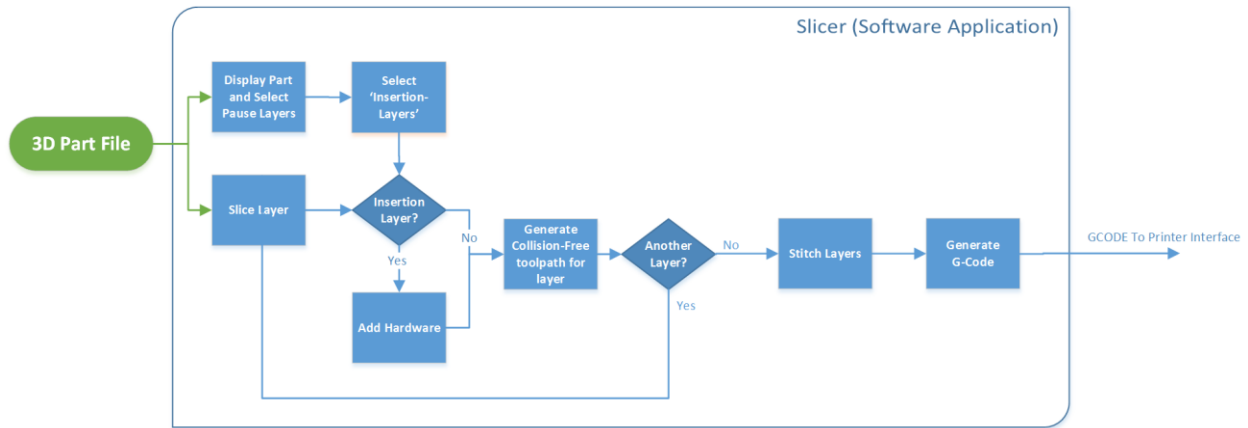 Slicer (Software Application)
Display Part
and Select
Pause Layers
Select
‘Insertion-
Layers’
3D Part File
Slice Layer
Insertion
Layer?
No
Yes
Add Hardware
Generate
Collision-Free
toolpath for
layer
Another
Layer?
No
Yes
Stitch Layers
Generate
G-Code
GCODE To Printer Interface